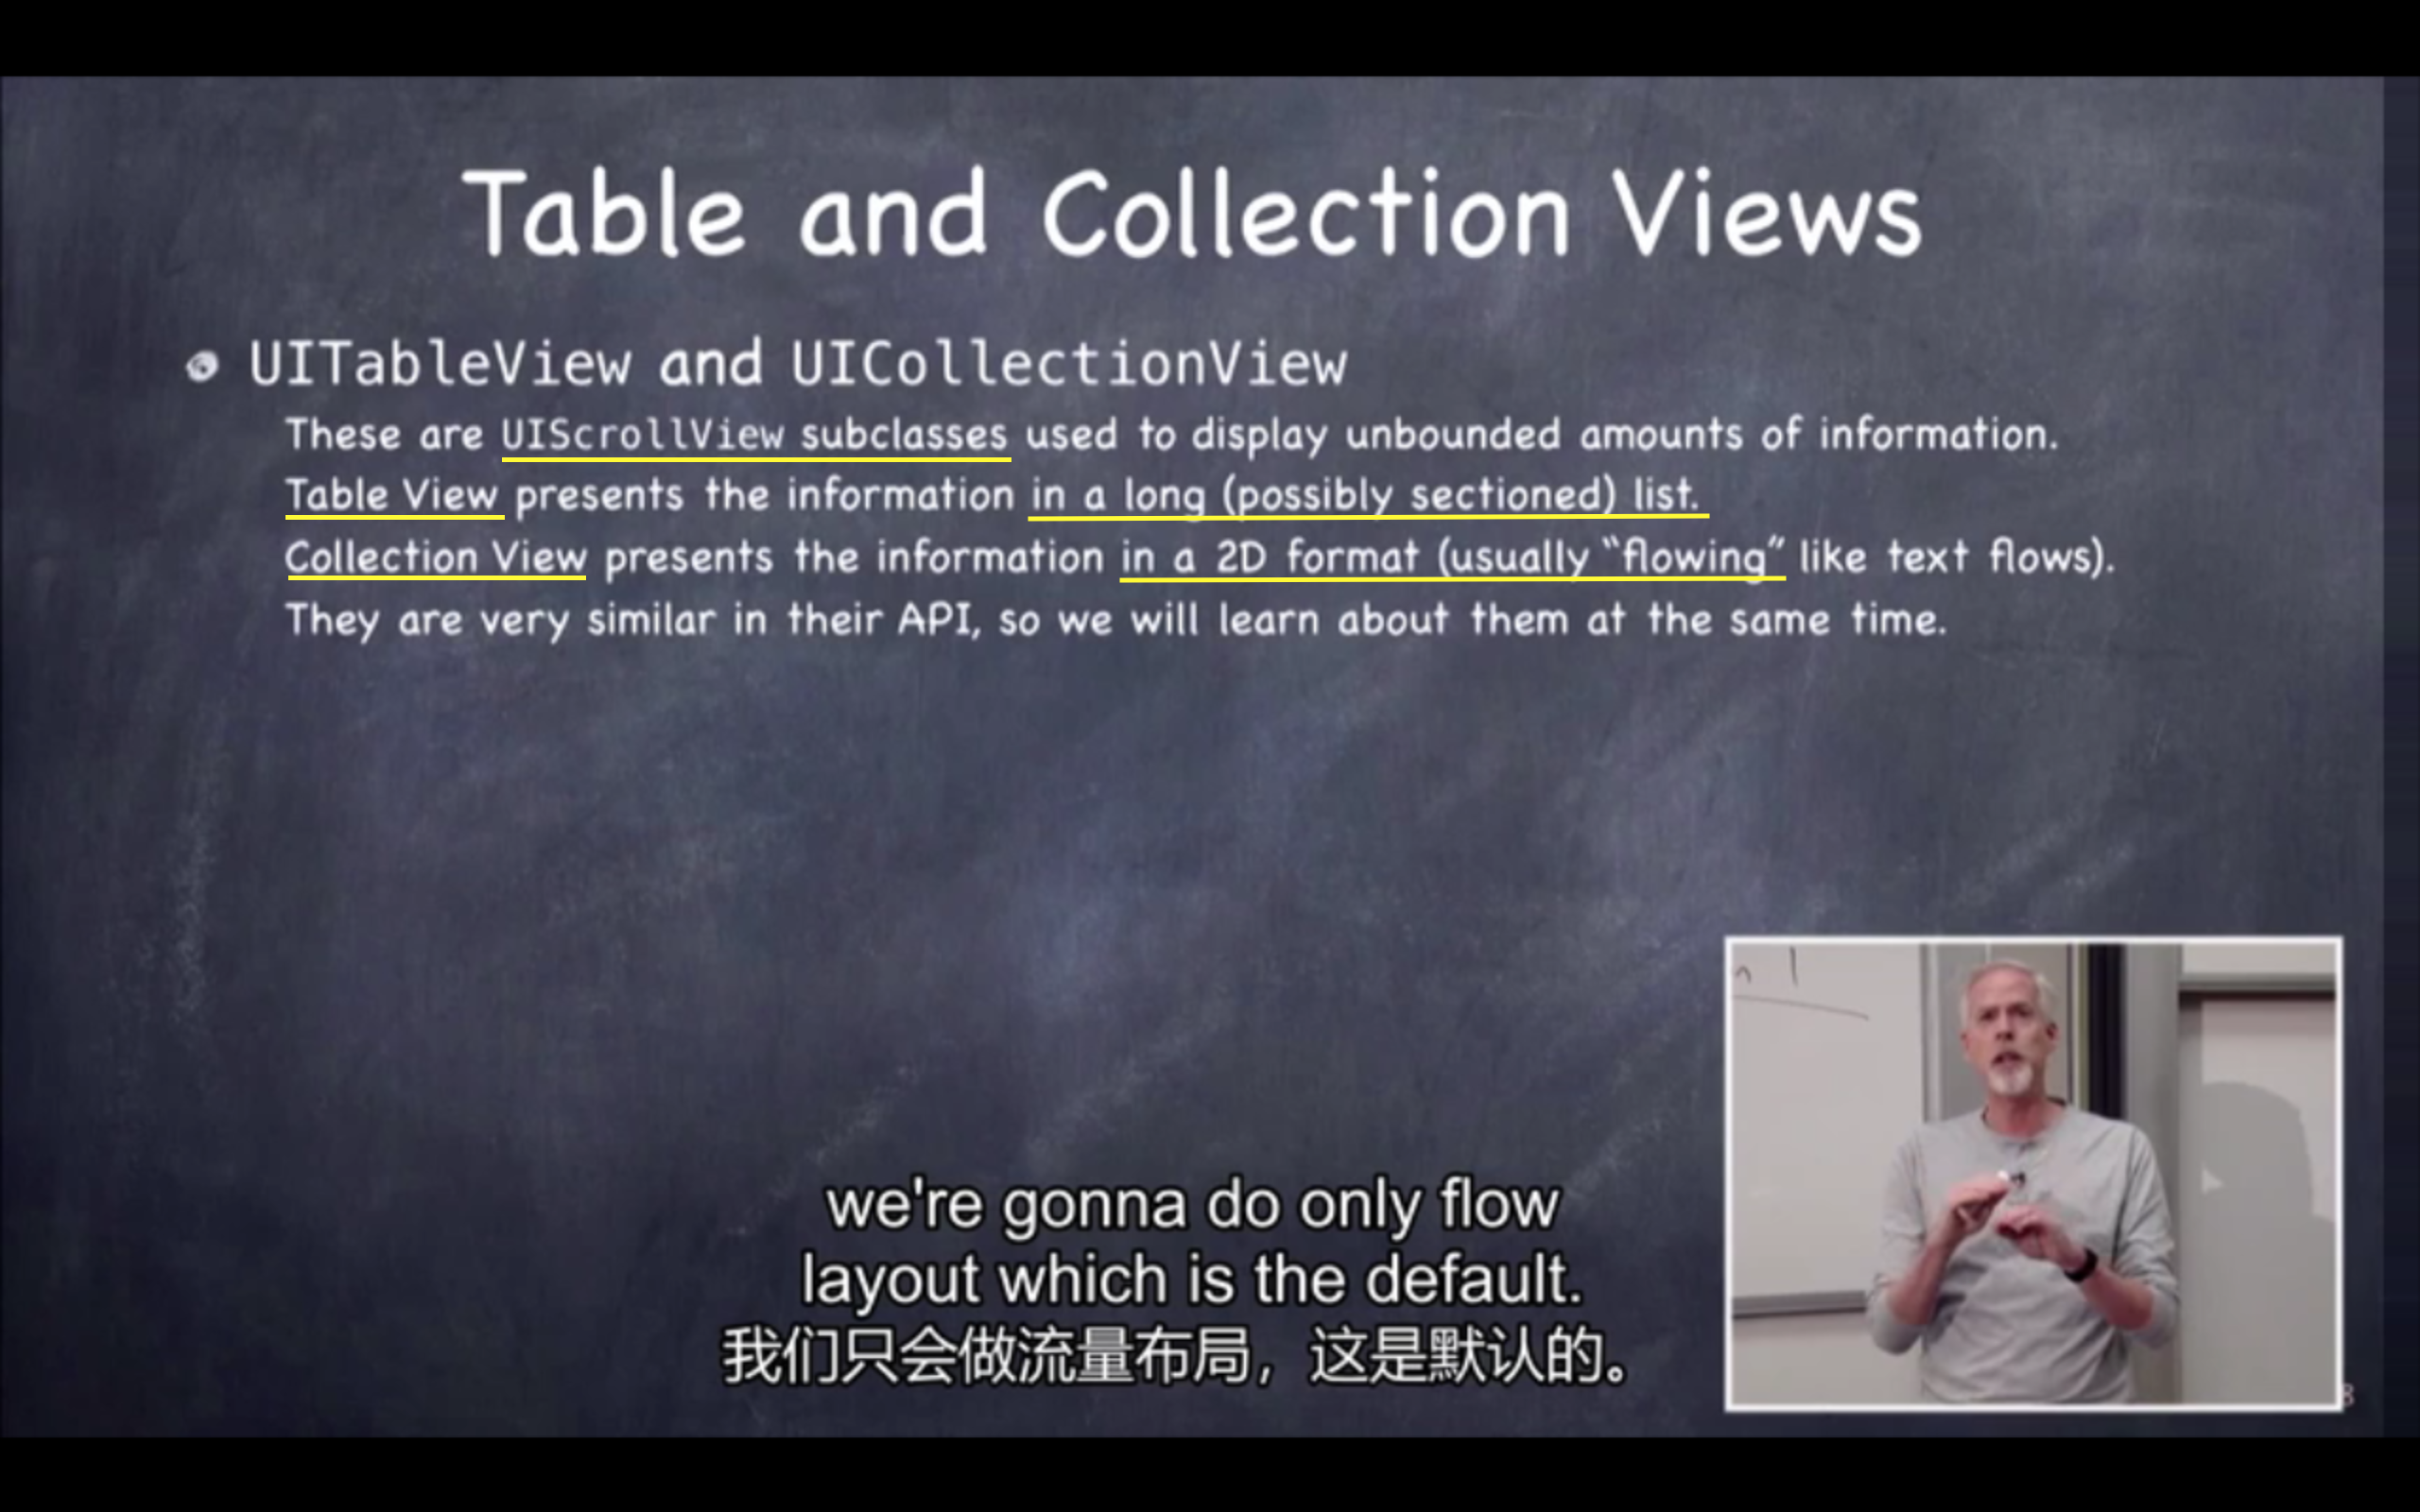 Table and Collection Views
UITableView and UICollectionView
These are UIScrollView subclasses used to display unbounded amounts of information.
Table View presents the information in a long (possibly sectioned) list.
Collection View presents the information in a 2D format (usually “flowing” like text flows).
They are very similar in their API, so we will learn about them at the same time.
we're gonna do only flow
layout which is the default.
我们只会做流量布局，这是默认的。